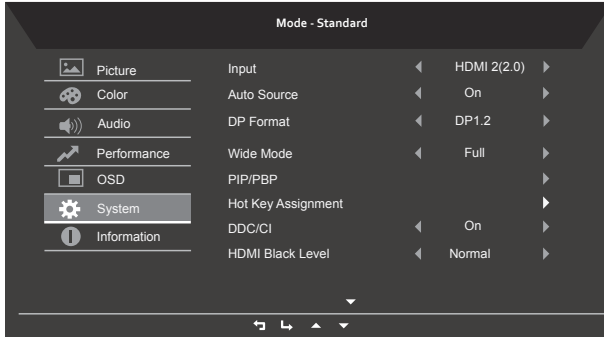 Mode - Standard
Picture
Color
Audio
Performance
OSD
System
Information
Input HDMI 2(2.0)
Auto Source On
DP Format DP1.2
Wide Mode Full
PIP/PBP
Hot Key Assignment
DDC/CI On
HDMI Black Level Normal